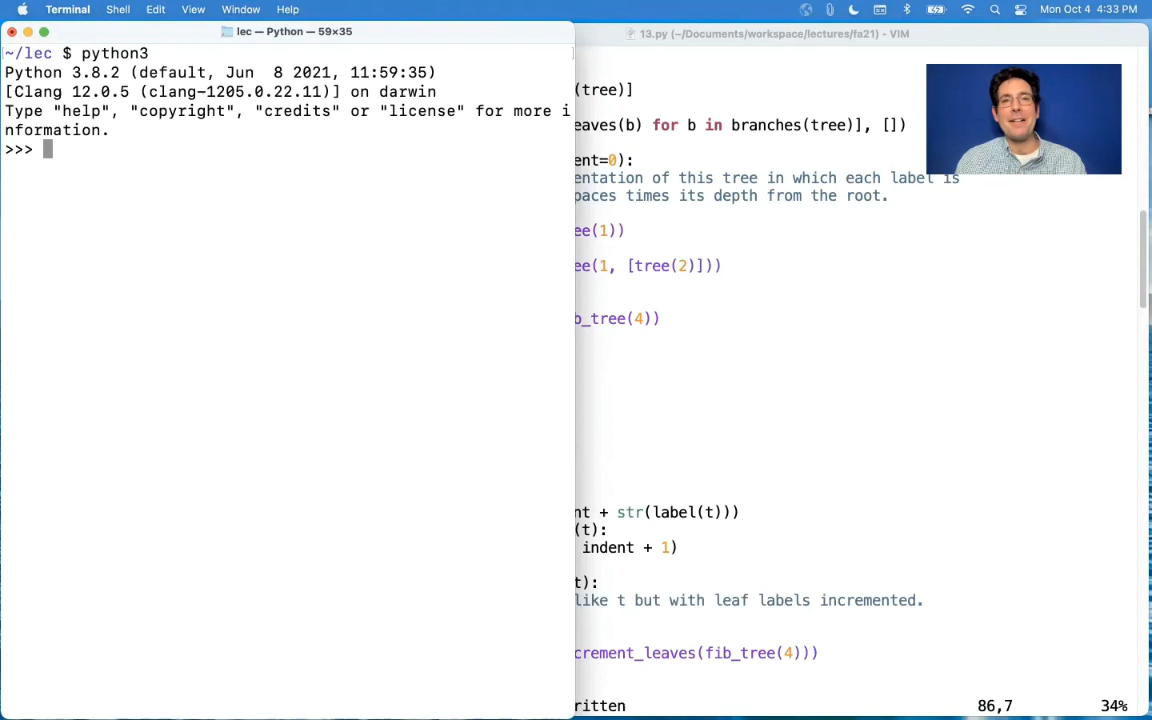 Terminal Shell Edit View Window Help Mon Oct 4 4:33 PM
lec — Python — 59×35
~/lec $ python3
Python 3.8.2 (default, Jun  8 2021, 11:59:35)
[Clang 12.0.5 (clang-1205.0.22.11)] on darwin
Type "help", "copyright", "credits" or "license" for more i
nformation.
>>>
13.py (~/Documents/workspace/lectures/fa21) - VIM
(tree)]
eaves(b) for b in branches(tree)], [])
ent=0):
entation of this tree in which each label is
paces times its depth from the root.
ee(1))
ee(1, [tree(2)]))
b_tree(4))
nt + str(label(t)))
(t):
indent + 1)
t):
like t but with leaf labels incremented.
crement_leaves(fib_tree(4)))
ritten 86,7 34%